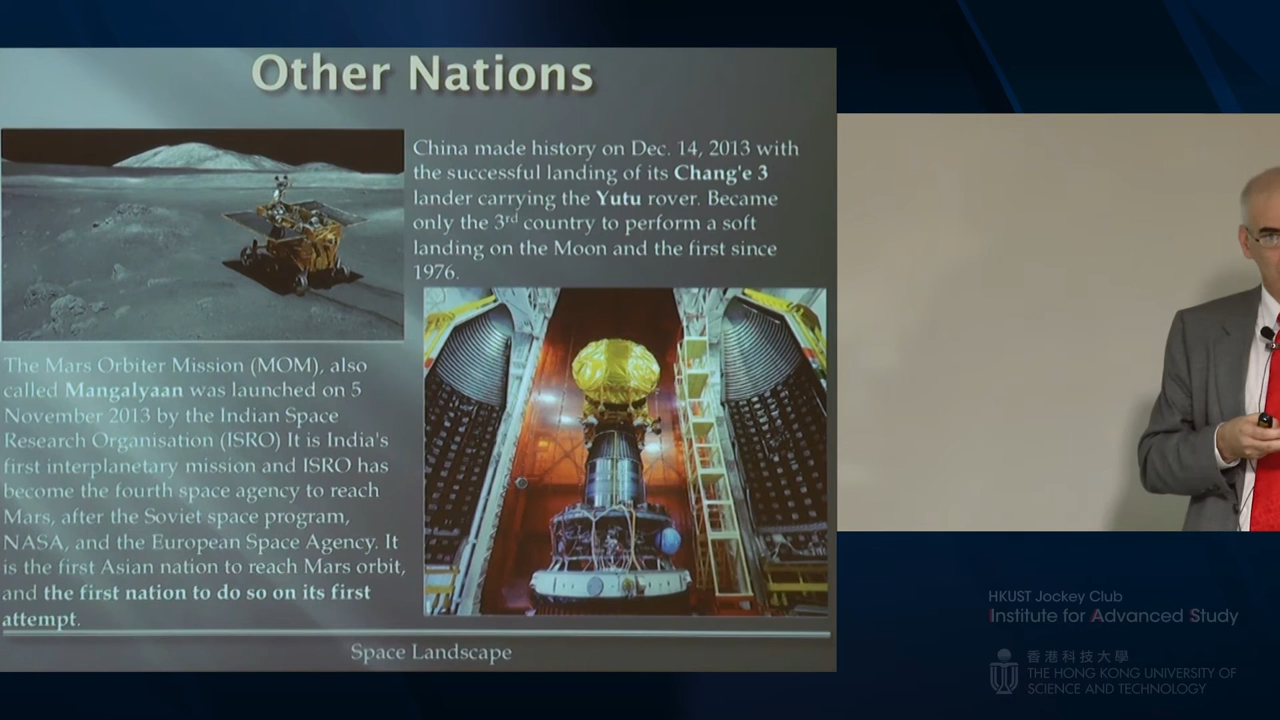 Other Nations
China made history on Dec. 14, 2013 with
the successful landing of its Chang'e 3
lander carrying the Yutu rover. Became
only the 3rd country to perform a soft
landing on the Moon and the first since
1976.
The Mars Orbiter Mission (MOM), also
called Mangalyaan was launched on 5
November 2013 by the Indian Space
Research Organisation (ISRO) It is India's
first interplanetary mission and ISRO has
become the fourth space agency to reach
Mars, after the Soviet space program,
NASA, and the European Space Agency. It
is the first Asian nation to reach Mars orbit,
and the first nation to do so on its first
attempt.
Space Landscape
HKUST Jockey Club
Institute for Advanced Study
香港科技大學
THE HONG KONG UNIVERSITY OF
SCIENCE AND TECHNOLOGY